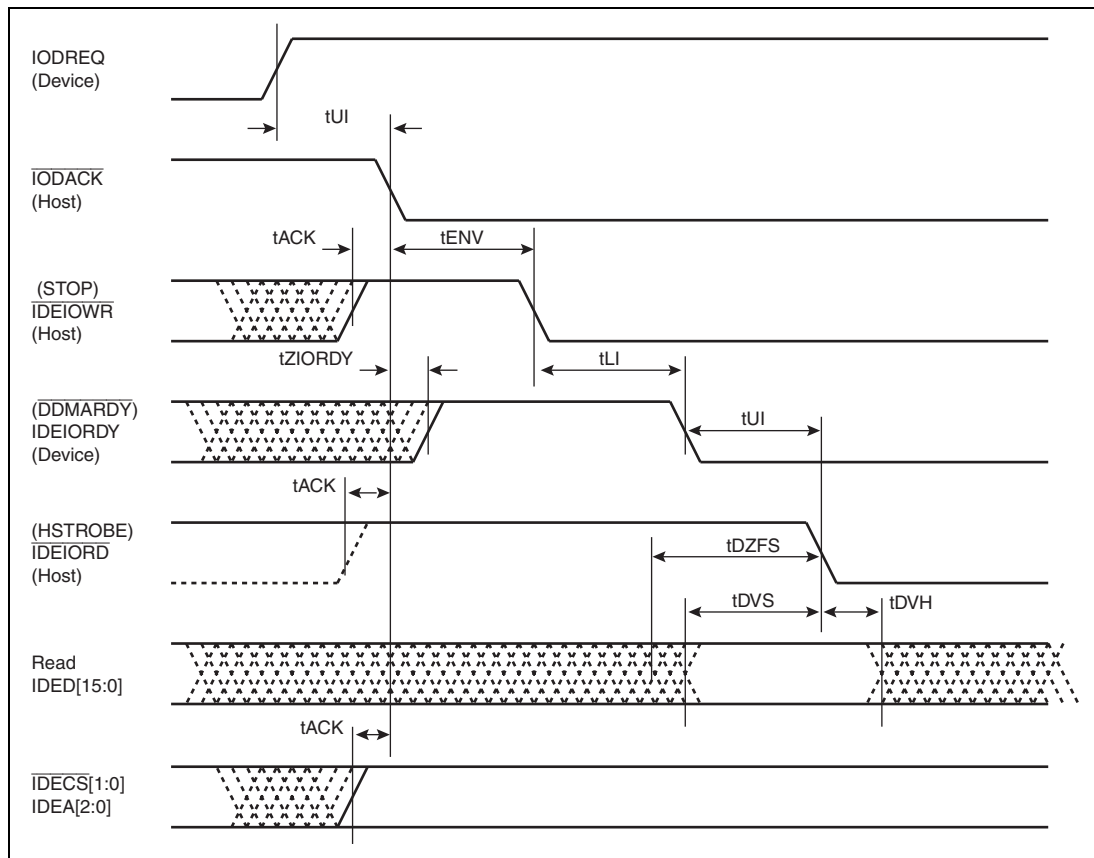 IODREQ
(Device)
tUI
IODACK
(Host)
tACK
tENV
(STOP)
IDEIOWR
(Host)
tZIORDY
tLI
(DDMARDY)
IDEIORDY
(Device)
tUI
tACK
(HSTROBE)
IDEIORD
(Host)
tDZFS
tDVS
tDVH
Read
IDED[15:0]
tACK
IDECS[1:0]
IDEA[2:0]